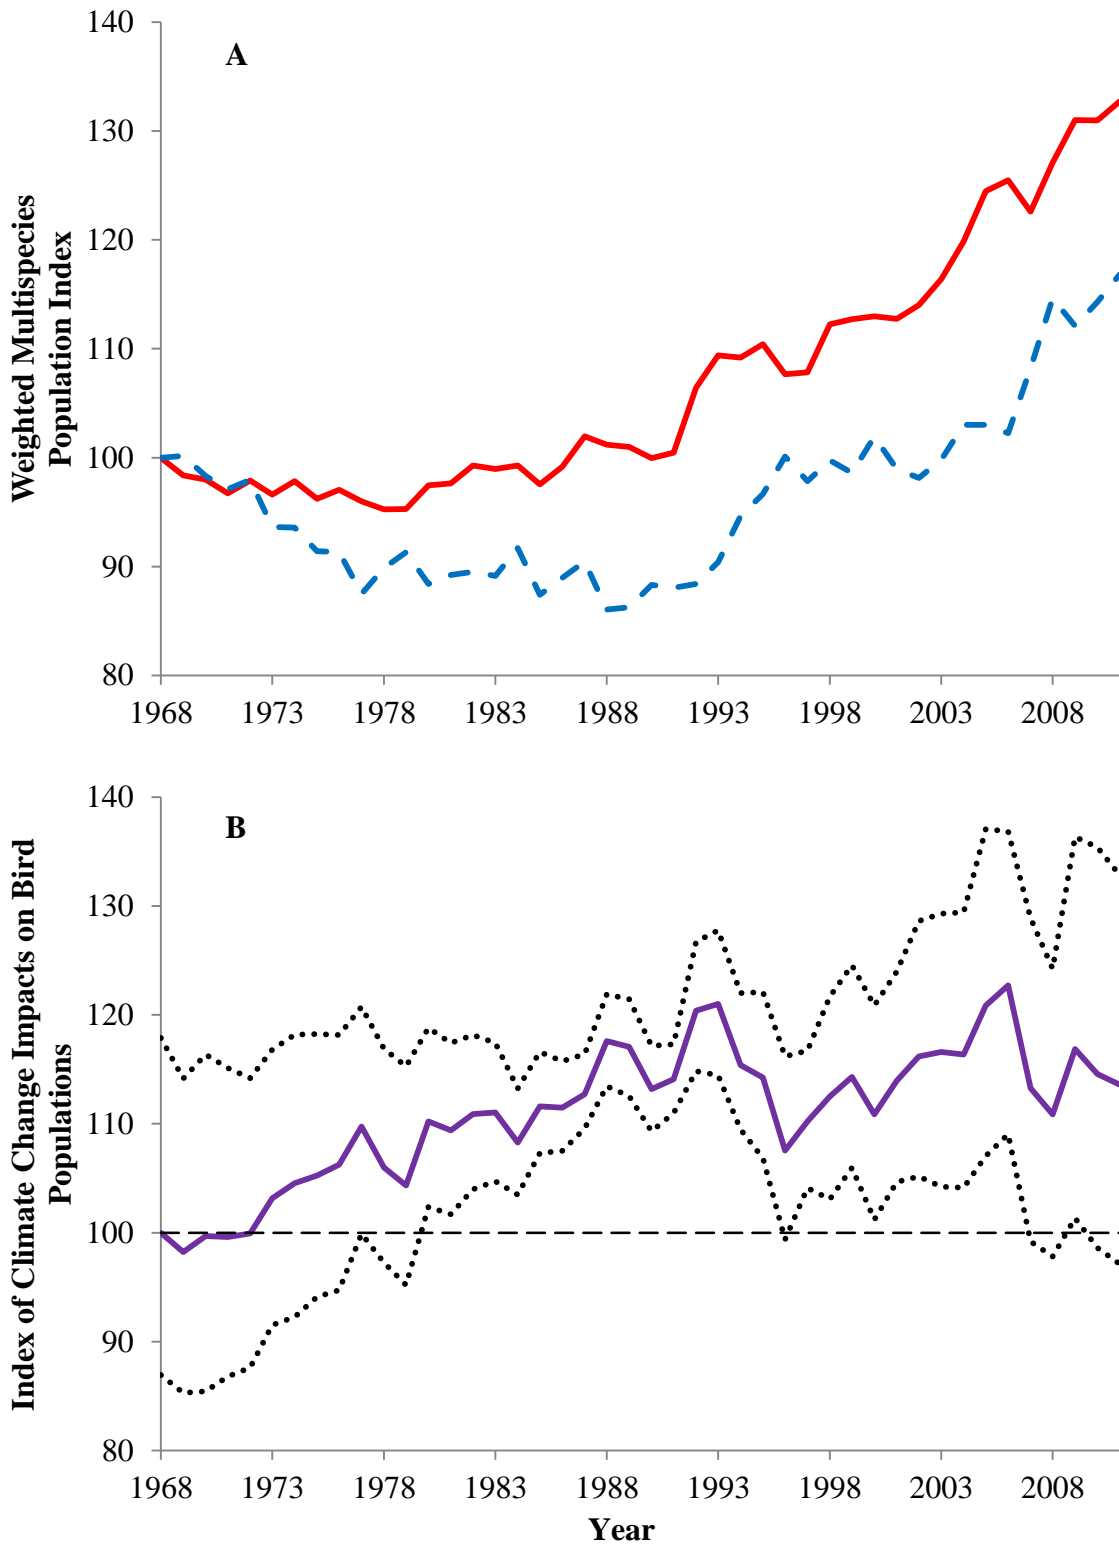 A
Weighted Multispecies
Population Index
140
130
120
110
100
90
80
1968 1973 1978 1983 1988 1993 1998 2003 2008
B
Index of Climate Change Impacts on Bird
Populations
140
130
120
110
100
90
80
1968 1973 1978 1983 1988 1993 1998 2003 2008
Year